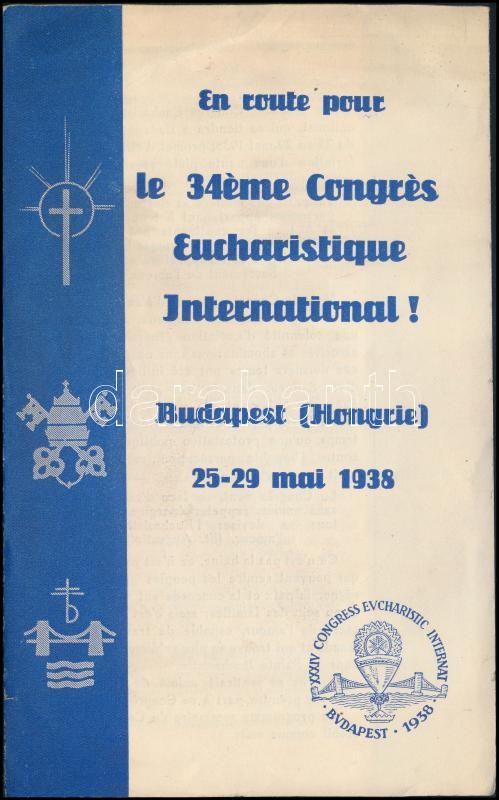 En route pour
le 34ème Congrès
Eucharistique
International!
darabanth
Budapest (Hongrie)
25-29 mai 1938
XXXIV CONGRESS EVCHARISTIC INTERNAT
· BVDAPEST · 1938 ·